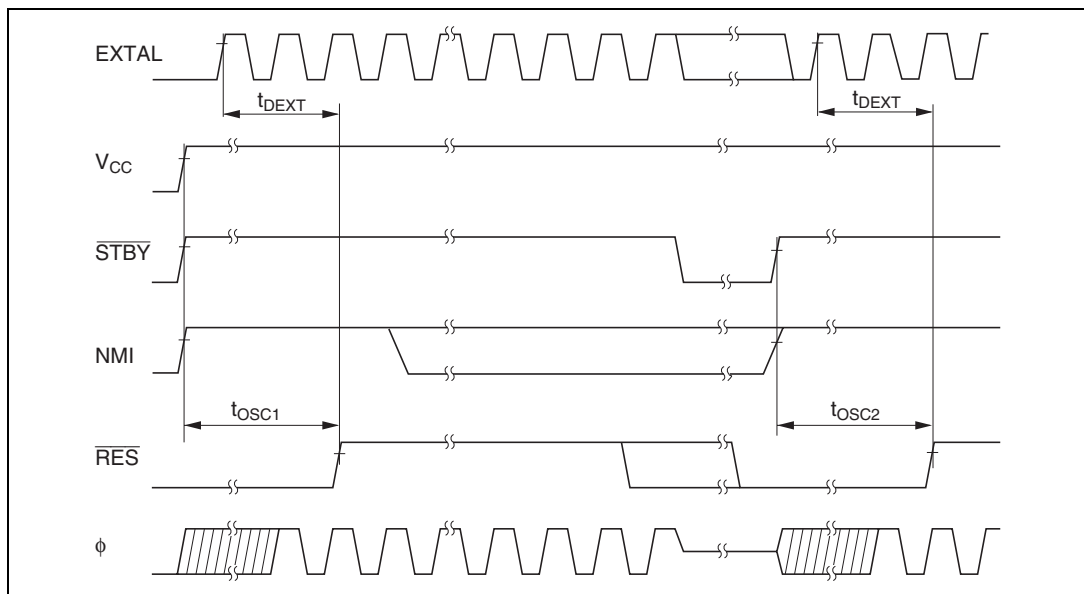 EXTAL
tDEXT tDEXT
VCC
STBY
NMI
tOSC1 tOSC2
RES
ϕ